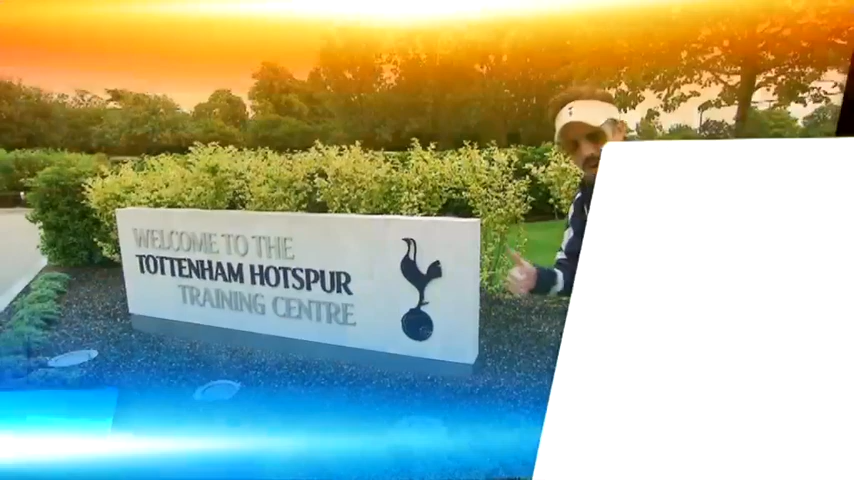 WELCOME TO THE
TOTTENHAM HOTSPUR
TRAINING CENTRE